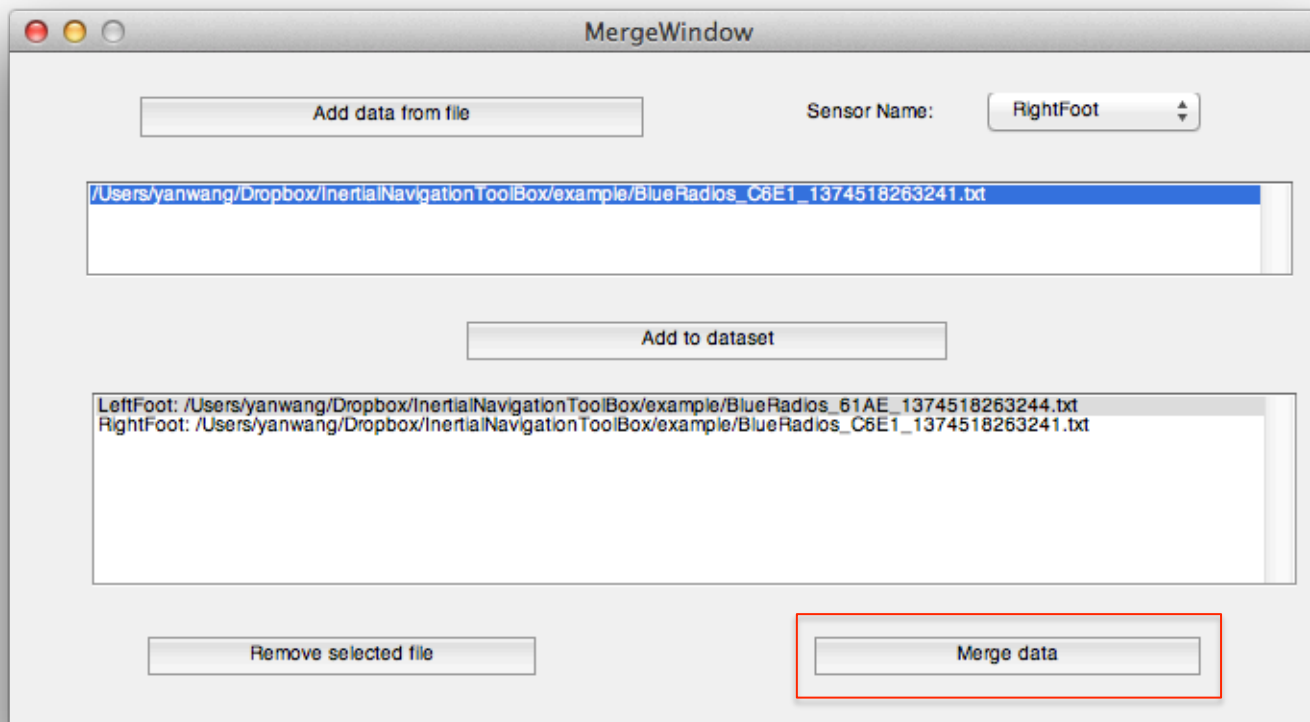 MergeWindow
Add data from file
Sensor Name:
RightFoot
/Users/yanwang/Dropbox/InertialNavigationToolBox/example/BlueRadios_C6E1_1374518263241.txt
Add to dataset
LeftFoot: /Users/yanwang/Dropbox/InertialNavigationToolBox/example/BlueRadios_61AE_1374518263244.txt
RightFoot: /Users/yanwang/Dropbox/InertialNavigationToolBox/example/BlueRadios_C6E1_1374518263241.txt
Remove selected file
Merge data